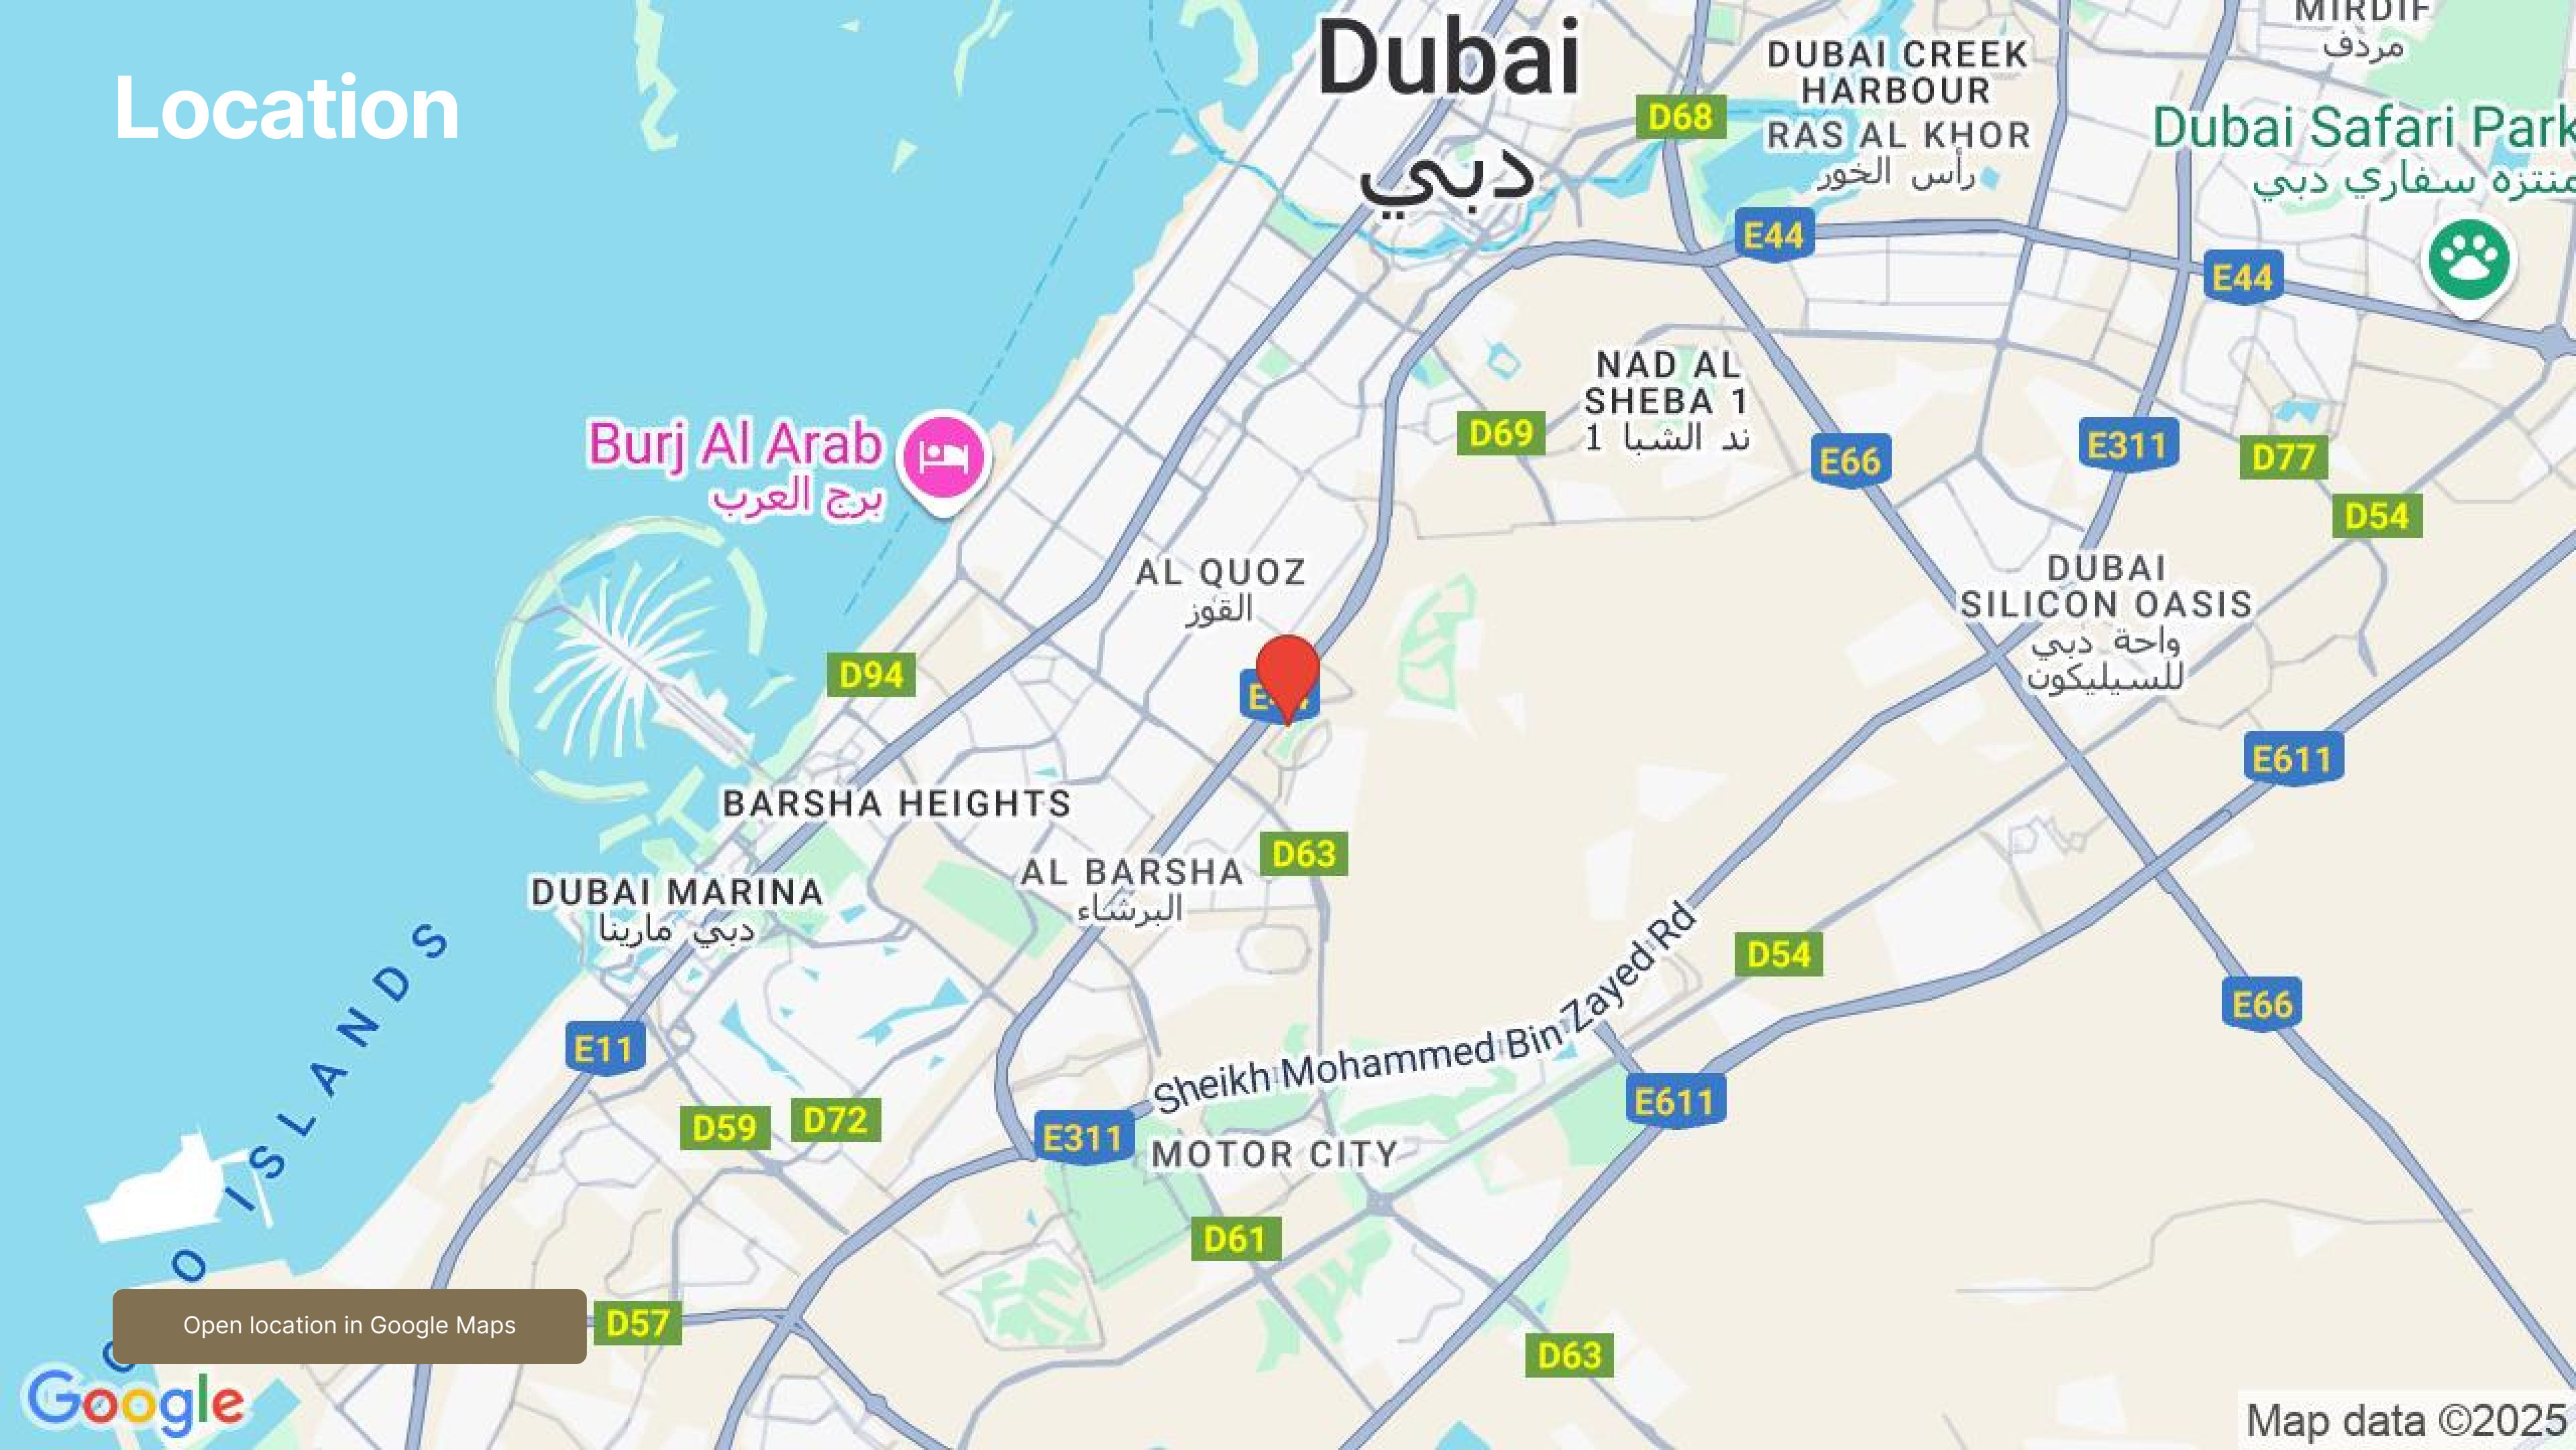 Location
Dubai
دبي
MIRDIF
مردف
DUBAI CREEK
HARBOUR
RAS AL KHOR
رأس الخور
D68
Dubai Safari Park
منتزه سفاري دبي
E44
E44
Burj Al Arab
برج العرب
NAD AL
SHEBA 1
ند الشبا 1
D69
E66
E311
D77
D54
AL QUOZ
القوز
DUBAI
SILICON OASIS
واحة دبي
للسيليكون
D94
E611
BARSHA HEIGHTS
AL BARSHA
البرشاء
D63
DUBAI MARINA
دبي مارينا
ISLANDS
Sheikh Mohammed Bin Zayed Rd
D54
E66
E11
E611
D59
D72
E311
MOTOR CITY
D61
Open location in Google Maps
D57
D63
Google
Map data ©2025